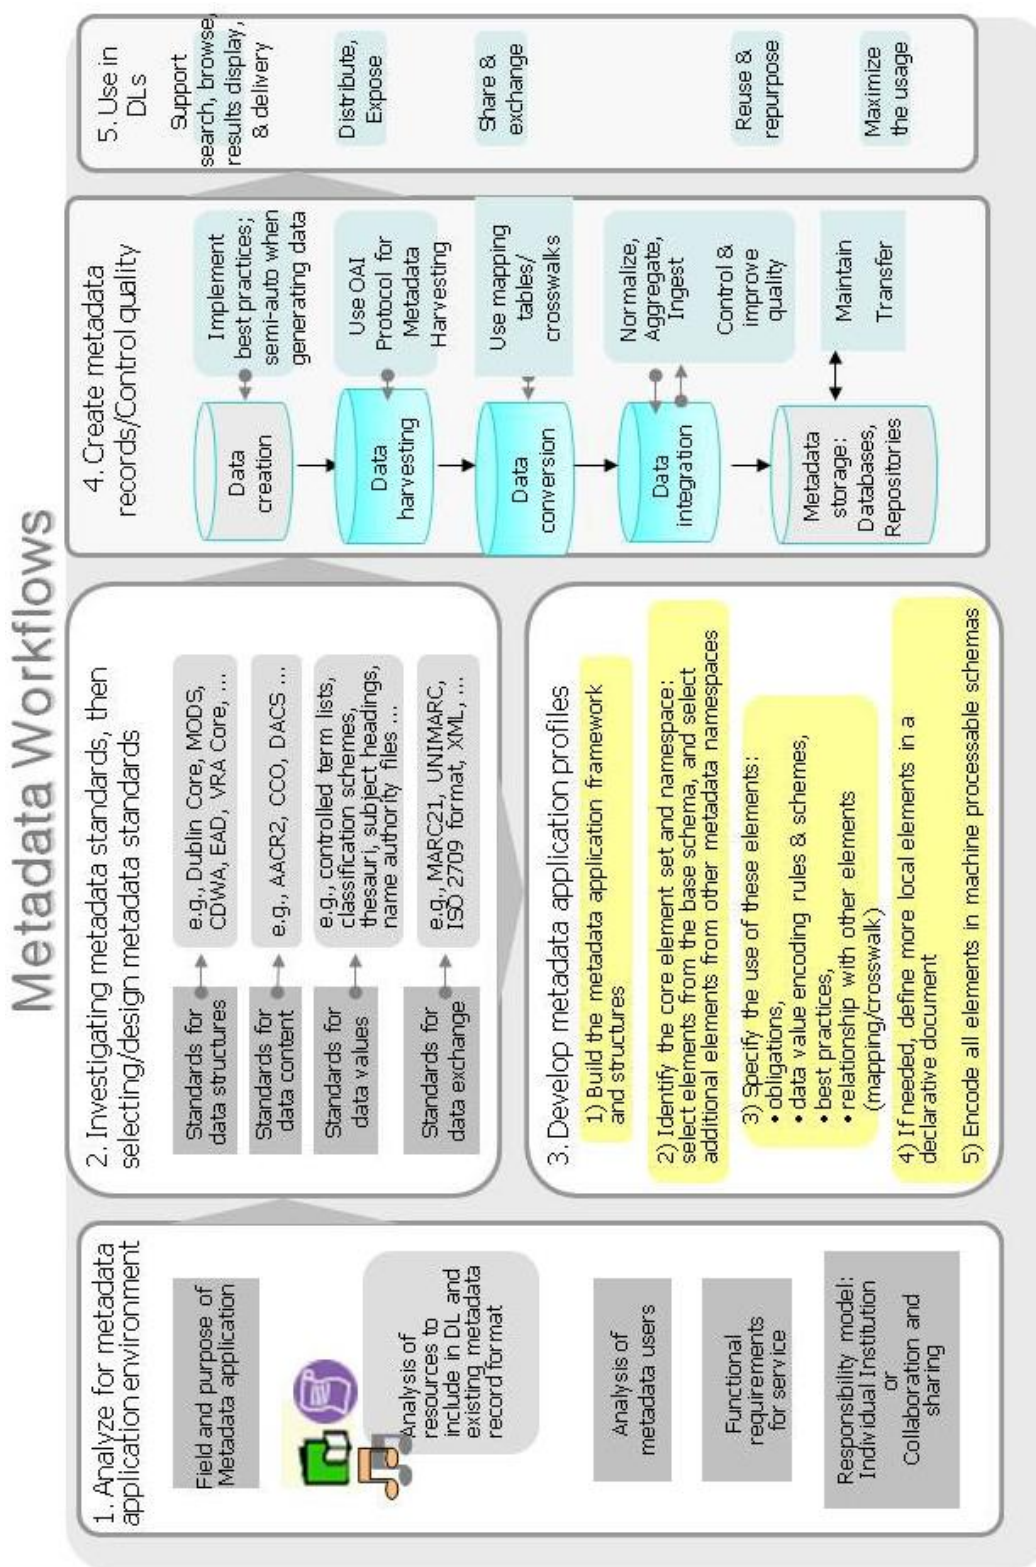 Metadata Workflows
1. Analyze for metadata
application environment
Field and purpose of
Metadata application
Analysis of
resources to
include in DL and
existing metadata
record format
Analysis of
metadata users
Functional
requirements
for service
Responsibility model:
Individual Institution
or
Collaboration and
sharing
2. Investigating metadata standards, then
selecting/design metadata standards
Standards for
data structures
e.g., Dublin Core, MODS,
CDWA, EAD, VRA Core, ...
Standards for
data content
e.g., AACR2, CCO, DACS ...
Standards for
data values
e.g., controlled term lists,
classification schemes,
thesauri, subject headings,
name authority files ...
Standards for
data exchange
e.g., MARC21, UNIMARC,
ISO 2709 format, XML, ...
3. Develop metadata application profiles
1) Build the metadata application framework
and structures
2) Identify the core element set and namespace:
select elements from the base schema, and select
additional elements from other metadata namespaces
3) Specify the use of these elements:
• obligations,
• data value encoding rules & schemes,
• best practices,
• relationship with other elements
(mapping/crosswalk)
4) If needed, define more local elements in a
declarative document
5) Encode all elements in machine processable schemas
4. Create metadata
records/Control quality
Data
creation
Implement
best practices;
semi-auto when
generating data
Data
harvesting
Use OAI
Protocol for
Metadata
Harvesting
Data
conversion
Use mapping
tables/
crosswalks
Data
integration
Normalize,
Aggregate,
Ingest
Control &
improve
quality
Metadata
storage:
Databases,
Repositories
Maintain
Transfer
5. Use in
DLs
Support
search, browse,
results display,
& delivery
Distribute,
Expose
Share &
exchange
Reuse &
repurpose
Maximize
the usage